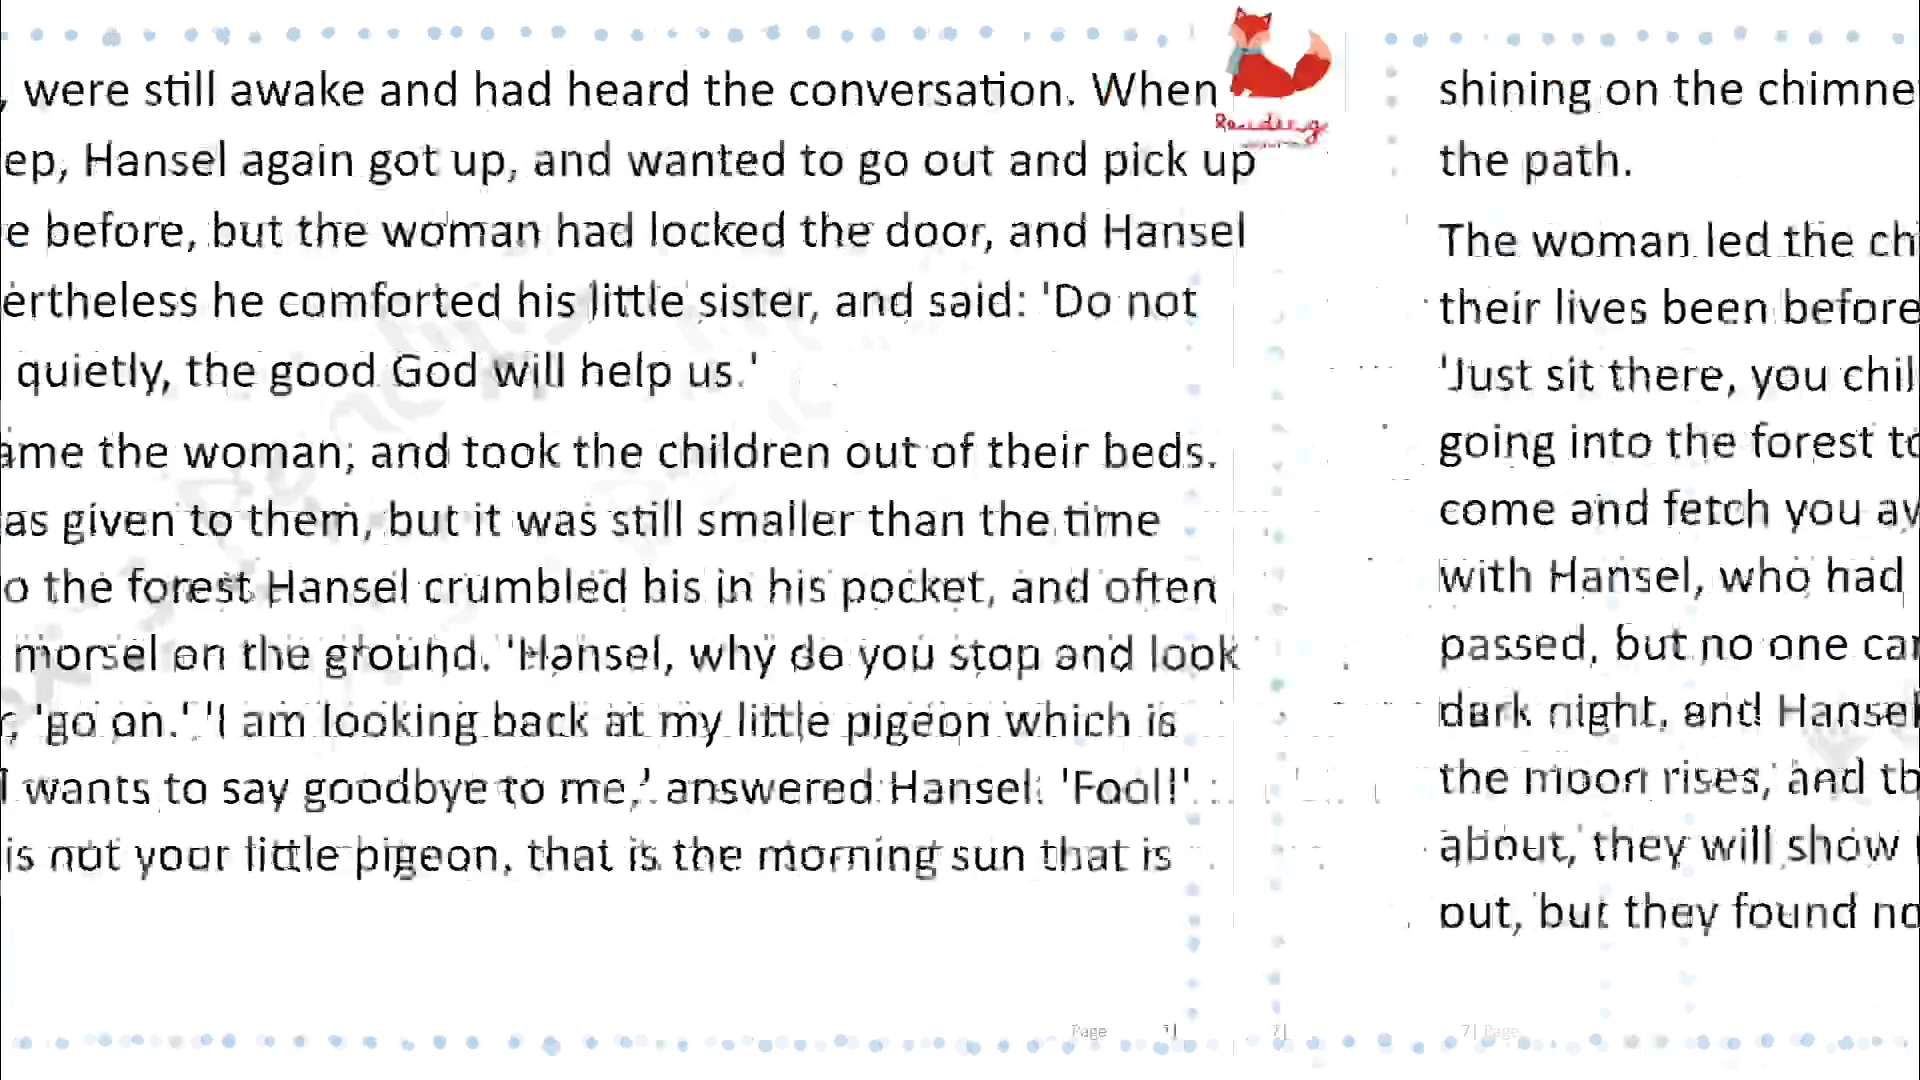 , were still awake and had heard the conversation. When
ep, Hansel again got up, and wanted to go out and pick up
e before, but the woman had locked the door, and Hansel
ertheless he comforted his little sister, and said: 'Do not
quietly, the good God will help us.'
ame the woman, and took the children out of their beds.
as given to them, but it was still smaller than the time
o the forest Hansel crumbled his in his pocket, and often
morsel on the ground. 'Hansel, why do you stop and look
r, 'go on.' 'I am looking back at my little pigeon which is
wants to say goodbye to me,' answered Hansel. 'Fool!'
is not your little pigeon, that is the morning sun that is
Page 7|
Reading
shining on the chimne
the path.
The woman led the ch
their lives been before
'Just sit there, you chil
going into the forest to
come and fetch you aw
with Hansel, who had
passed, but no one car
dark night, and Hansel
the moon rises, and th
about, they will show
out, but they found no
7| Page